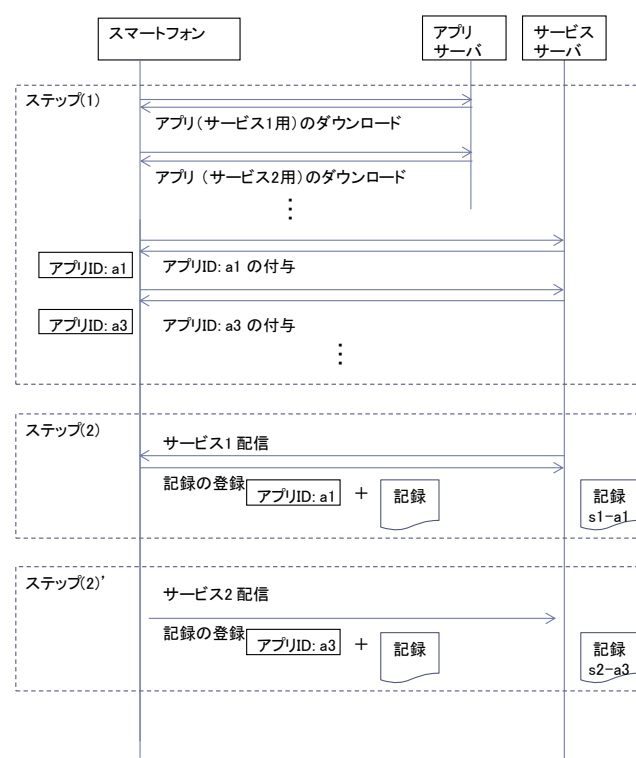 スマートフォン
アプリ
サーバ
サービス
サーバ
ステップ(1)
アプリ(サービス1用)のダウンロード
アプリ (サービス2用)のダウンロード
⋮
アプリID: a1
アプリID: a1 の付与
アプリID: a3
アプリID: a3 の付与
⋮
ステップ(2)
サービス1 配信
記録の登録 アプリID: a1 + 記録
記録
s1-a1
ステップ(2)'
サービス2 配信
記録の登録 アプリID: a3 + 記録
記録
s2-a3